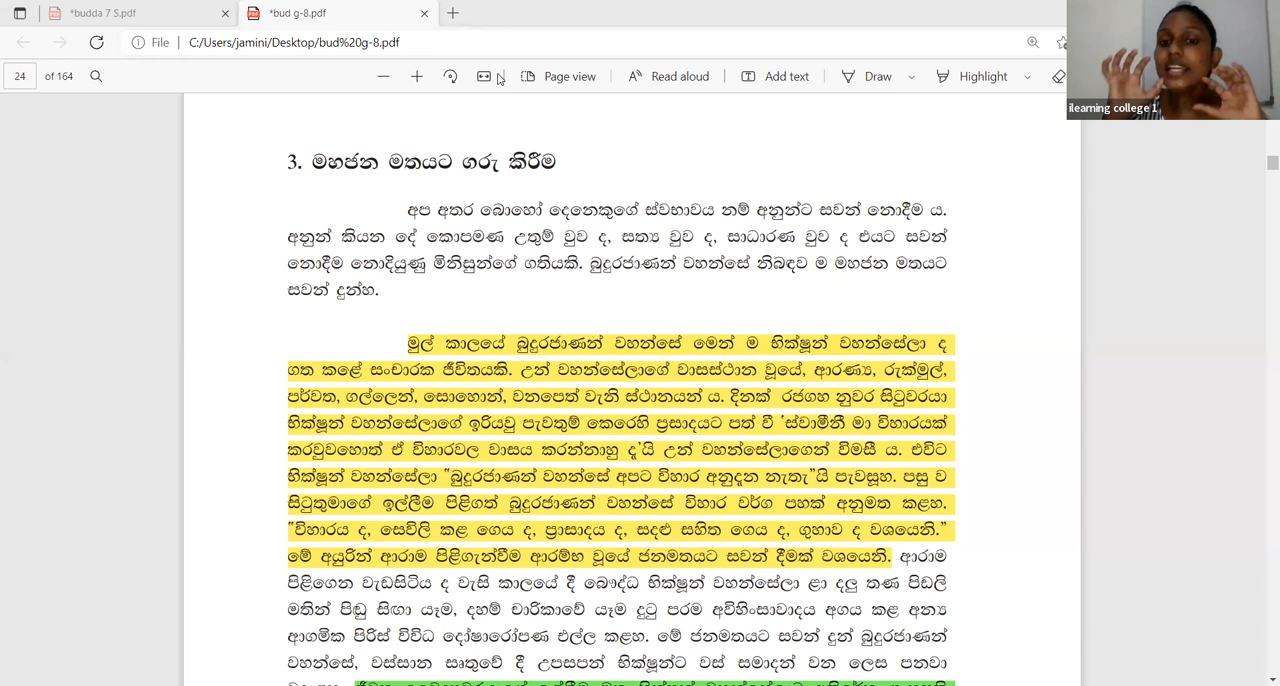 *budda 7 S.pdf
*bud g-8.pdf
File
C:/Users/jamini/Desktop/bud%20g-8.pdf
24 of 164
Page view
Read aloud
Add text
Draw
Highlight
ilearning college 1
3. මහජන මතයට ගරු කිරීම
අප අතර බොහෝ දෙනෙකුගේ ස්වභාවය නම් අනුන්ට සවන් නොදීම ය.
අනුන් කියන දේ කොපමණ උතුම් වුව ද, සත්‍ය වුව ද, සාධාරණ වුව ද එයට සවන්
නොදීම නොදියුණු මිනිසුන්ගේ ගතියකි. බුදුරජාණන් වහන්සේ නිබඳව ම මහජන මතයට
සවන් දුන්හ.
මුල් කාලයේ බුදුරජාණන් වහන්සේ මෙන් ම භික්ෂූන් වහන්සේලා ද
ගත කළේ සංචාරක ජීවිතයකි. උන් වහන්සේලාගේ වාසස්ථාන වූයේ, ආරණ්‍ය, රුක්මුල්,
පර්වත, ගල්ලෙන්, සොහොන්, වනපෙත් වැනි ස්ථානයන් ය. දිනක් රජගහ නුවර සිටුවරයා
භික්ෂූන් වහන්සේලාගේ ඉරියවු පැවතුම් කෙරෙහි ප්‍රසාදයට පත් වී ‘ස්වාමීනී මා විහාරයක්
කරවුවහොත් ඒ විහාරවල වාසය කරන්නාහු ද?’යි උන් වහන්සේලාගෙන් විමසී ය. එවිට
භික්ෂූන් වහන්සේලා “බුදුරජාණන් වහන්සේ අපට විහාර අනුදැන නැතැ”යි පැවසූහ. පසු ව
සිටුතුමාගේ ඉල්ලීම පිළිගත් බුදුරජාණන් වහන්සේ විහාර වර්ග පහක් අනුමත කළහ.
“විහාරය ද, සෙවිලි කළ ගෙය ද, ප්‍රාසාදය ද, සඳළු සහිත ගෙය ද, ගුහාව ද වශයෙනි.”
මේ අයුරින් ආරාම පිළිගැන්වීම ආරම්භ වූයේ ජනමතයට සවන් දීමක් වශයෙනි. ආරාම
පිළිගෙන වැඩසිටිය ද වැසි කාලයේ දී බෞද්ධ භික්ෂූන් වහන්සේලා ළා දලු තණ පිඩලි
මතින් පිඬු සිඟා යෑම, දහම් චාරිකාවේ යෑම දුටු පරම අවිහිංසාවාදය අගය කළ අන්‍ය
ආගමික පිරිස් විවිධ දෝෂාරෝපණ එල්ල කළහ. මේ ජනමතයට සවන් දුන් බුදුරජාණන්
වහන්සේ, වස්සාන සෘතුවේ දී උපසපන් භික්ෂූන්ට වස් සමාදන් වන ලෙස පනවා